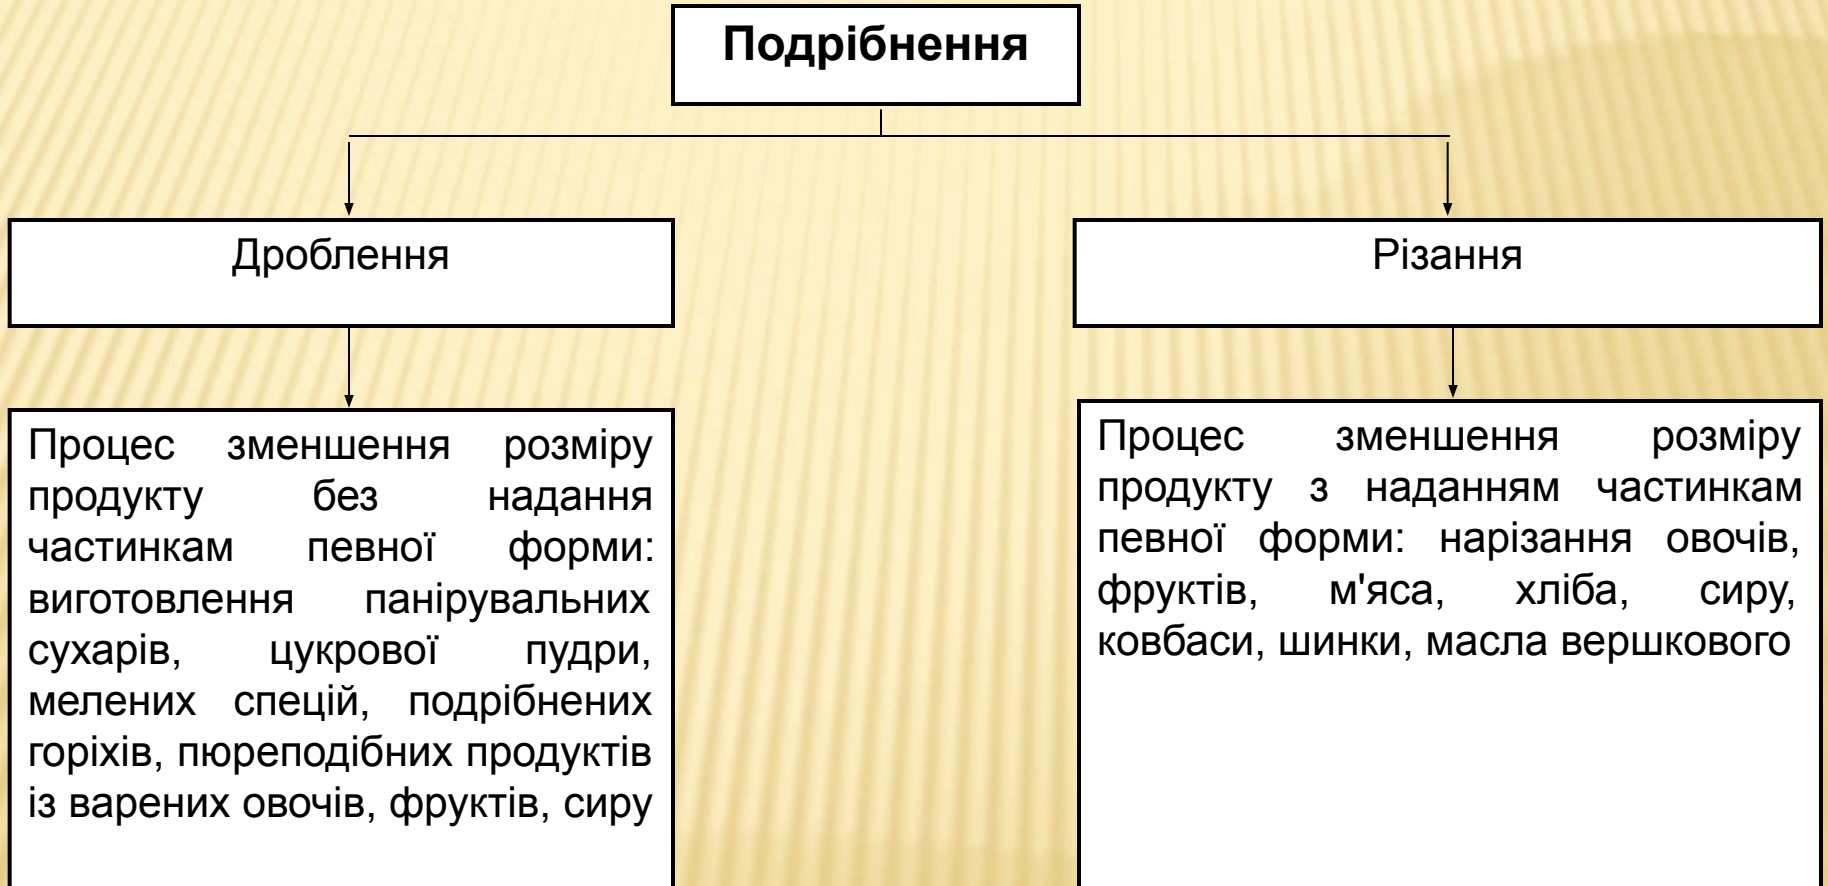 Подрібнення
Дроблення
Різання
Процес зменшення розміру
продукту без надання
частинкам певної форми:
виготовлення панірувальних
сухарів, цукрової пудри,
мелених спецій, подрібнених
горіхів, пюреподібних продуктів
із варених овочів, фруктів, сиру
Процес зменшення розміру
продукту з наданням частинкам
певної форми: нарізання овочів,
фруктів, м'яса, хліба, сиру,
ковбаси, шинки, масла вершкового